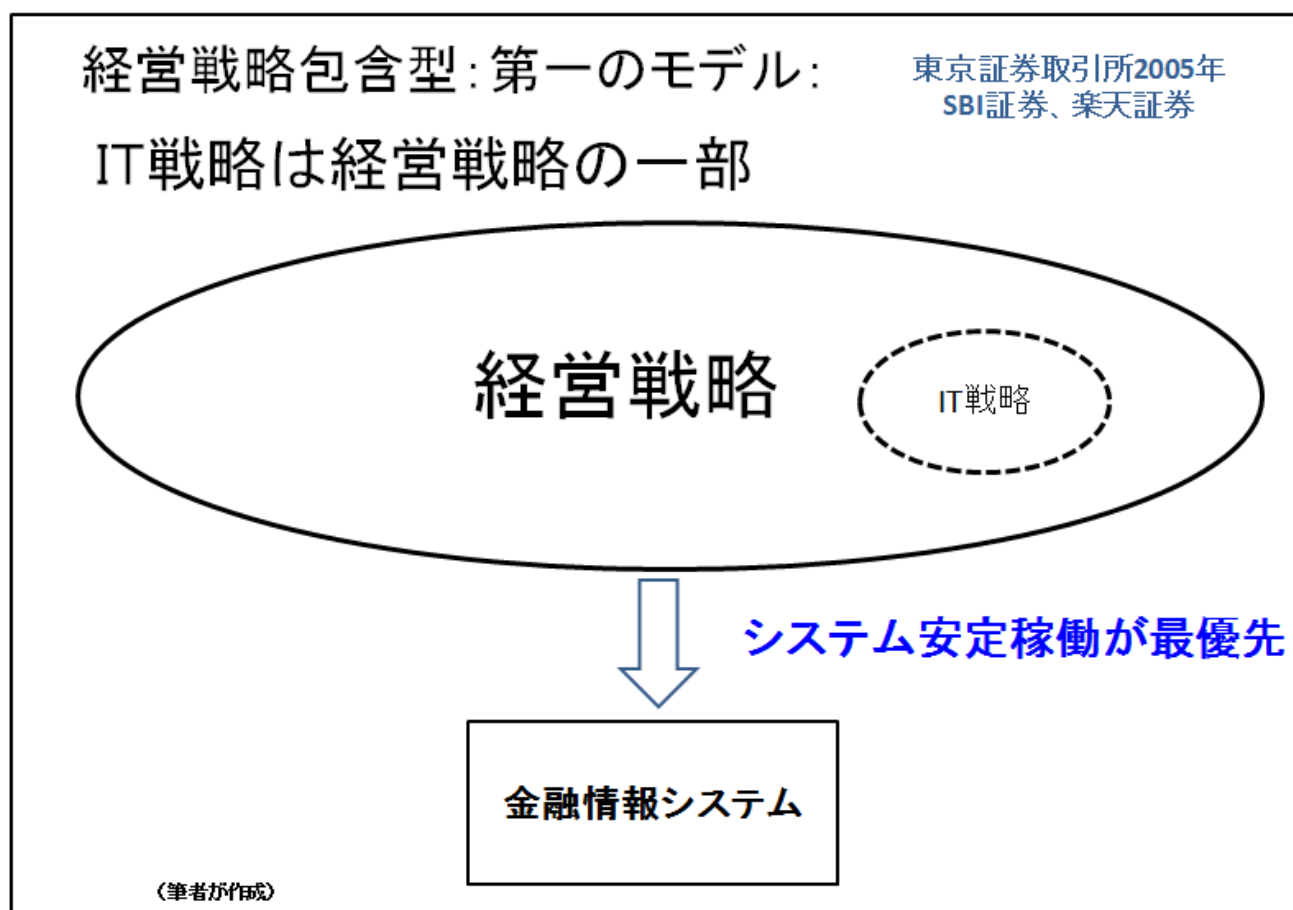 経営戦略包含型:第一のモデル:
東京証券取引所2005年
SBI証券、楽天証券
IT戦略は経営戦略の一部
経営戦略
IT戦略
システム安定稼働が最優先
金融情報システム
(筆者が作成)